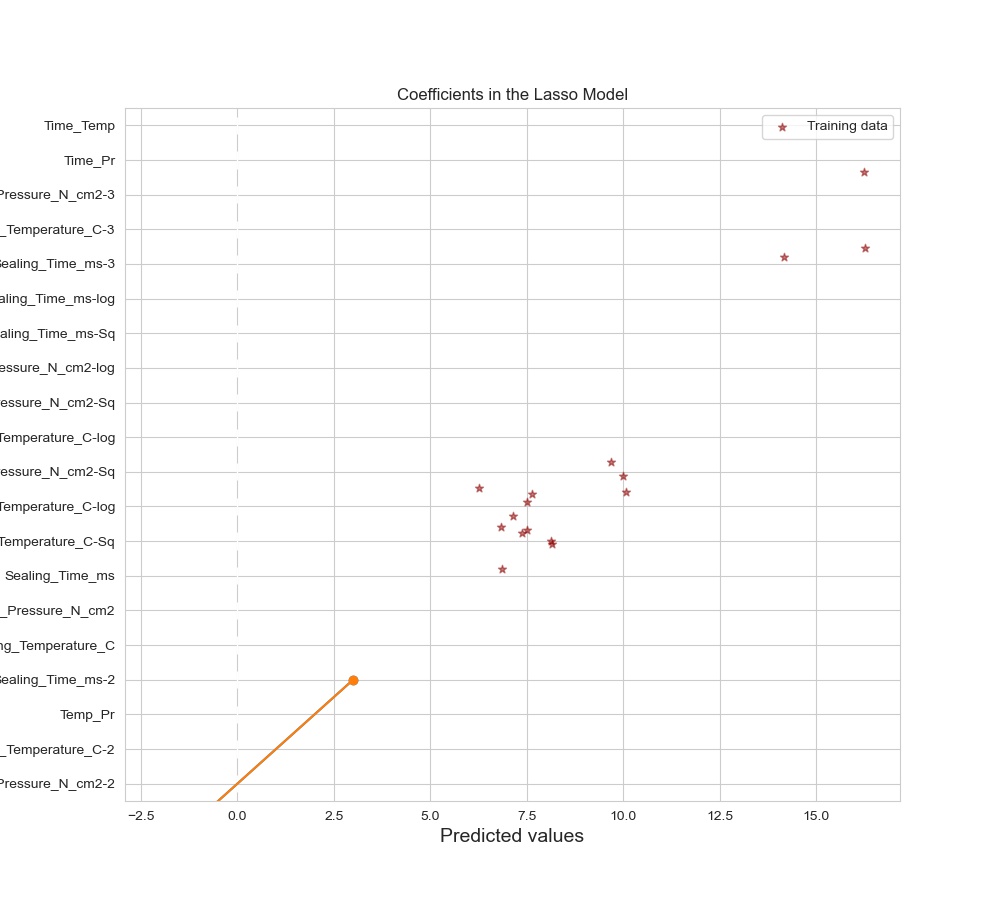 Coefficients in the Lasso Model
Training data
Time_Temp
Time_Pr
Pressure_N_cm2-3
_Temperature_C-3
Sealing_Time_ms-3
aling_Time_ms-log
aling_Time_ms-Sq
essure_N_cm2-log
ressure_N_cm2-Sq
Temperature_C-log
ressure_N_cm2-Sq
Temperature_C-log
Temperature_C-Sq
Sealing_Time_ms
_Pressure_N_cm2
ng_Temperature_C
Sealing_Time_ms-2
Temp_Pr
_Temperature_C-2
Pressure_N_cm2-2
−2.5 0.0 2.5 5.0 7.5 10.0 12.5 15.0
Predicted values